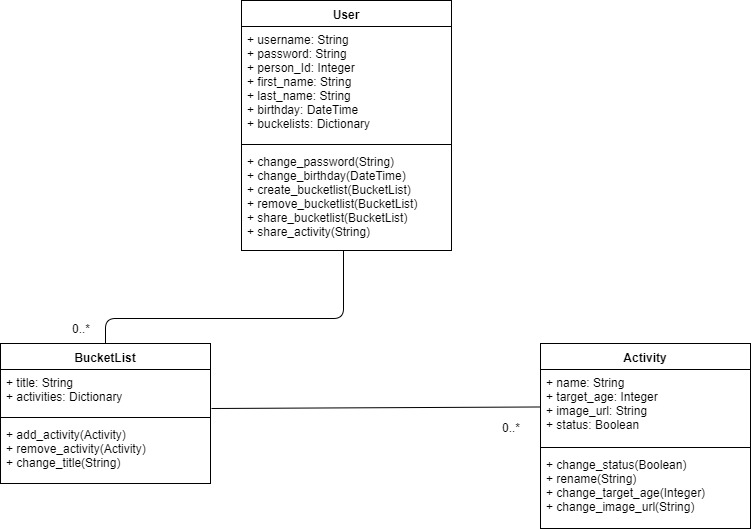 User
+ username: String
+ password: String
+ person_Id: Integer
+ first_name: String
+ last_name: String
+ birthday: DateTime
+ buckelists: Dictionary
+ change_password(String)
+ change_birthday(DateTime)
+ create_bucketlist(BucketList)
+ remove_bucketlist(BucketList)
+ share_bucketlist(BucketList)
+ share_activity(String)
0..*
BucketList
+ title: String
+ activities: Dictionary
+ add_activity(Activity)
+ remove_activity(Activity)
+ change_title(String)
0..*
Activity
+ name: String
+ target_age: Integer
+ image_url: String
+ status: Boolean
+ change_status(Boolean)
+ rename(String)
+ change_target_age(Integer)
+ change_image_url(String)